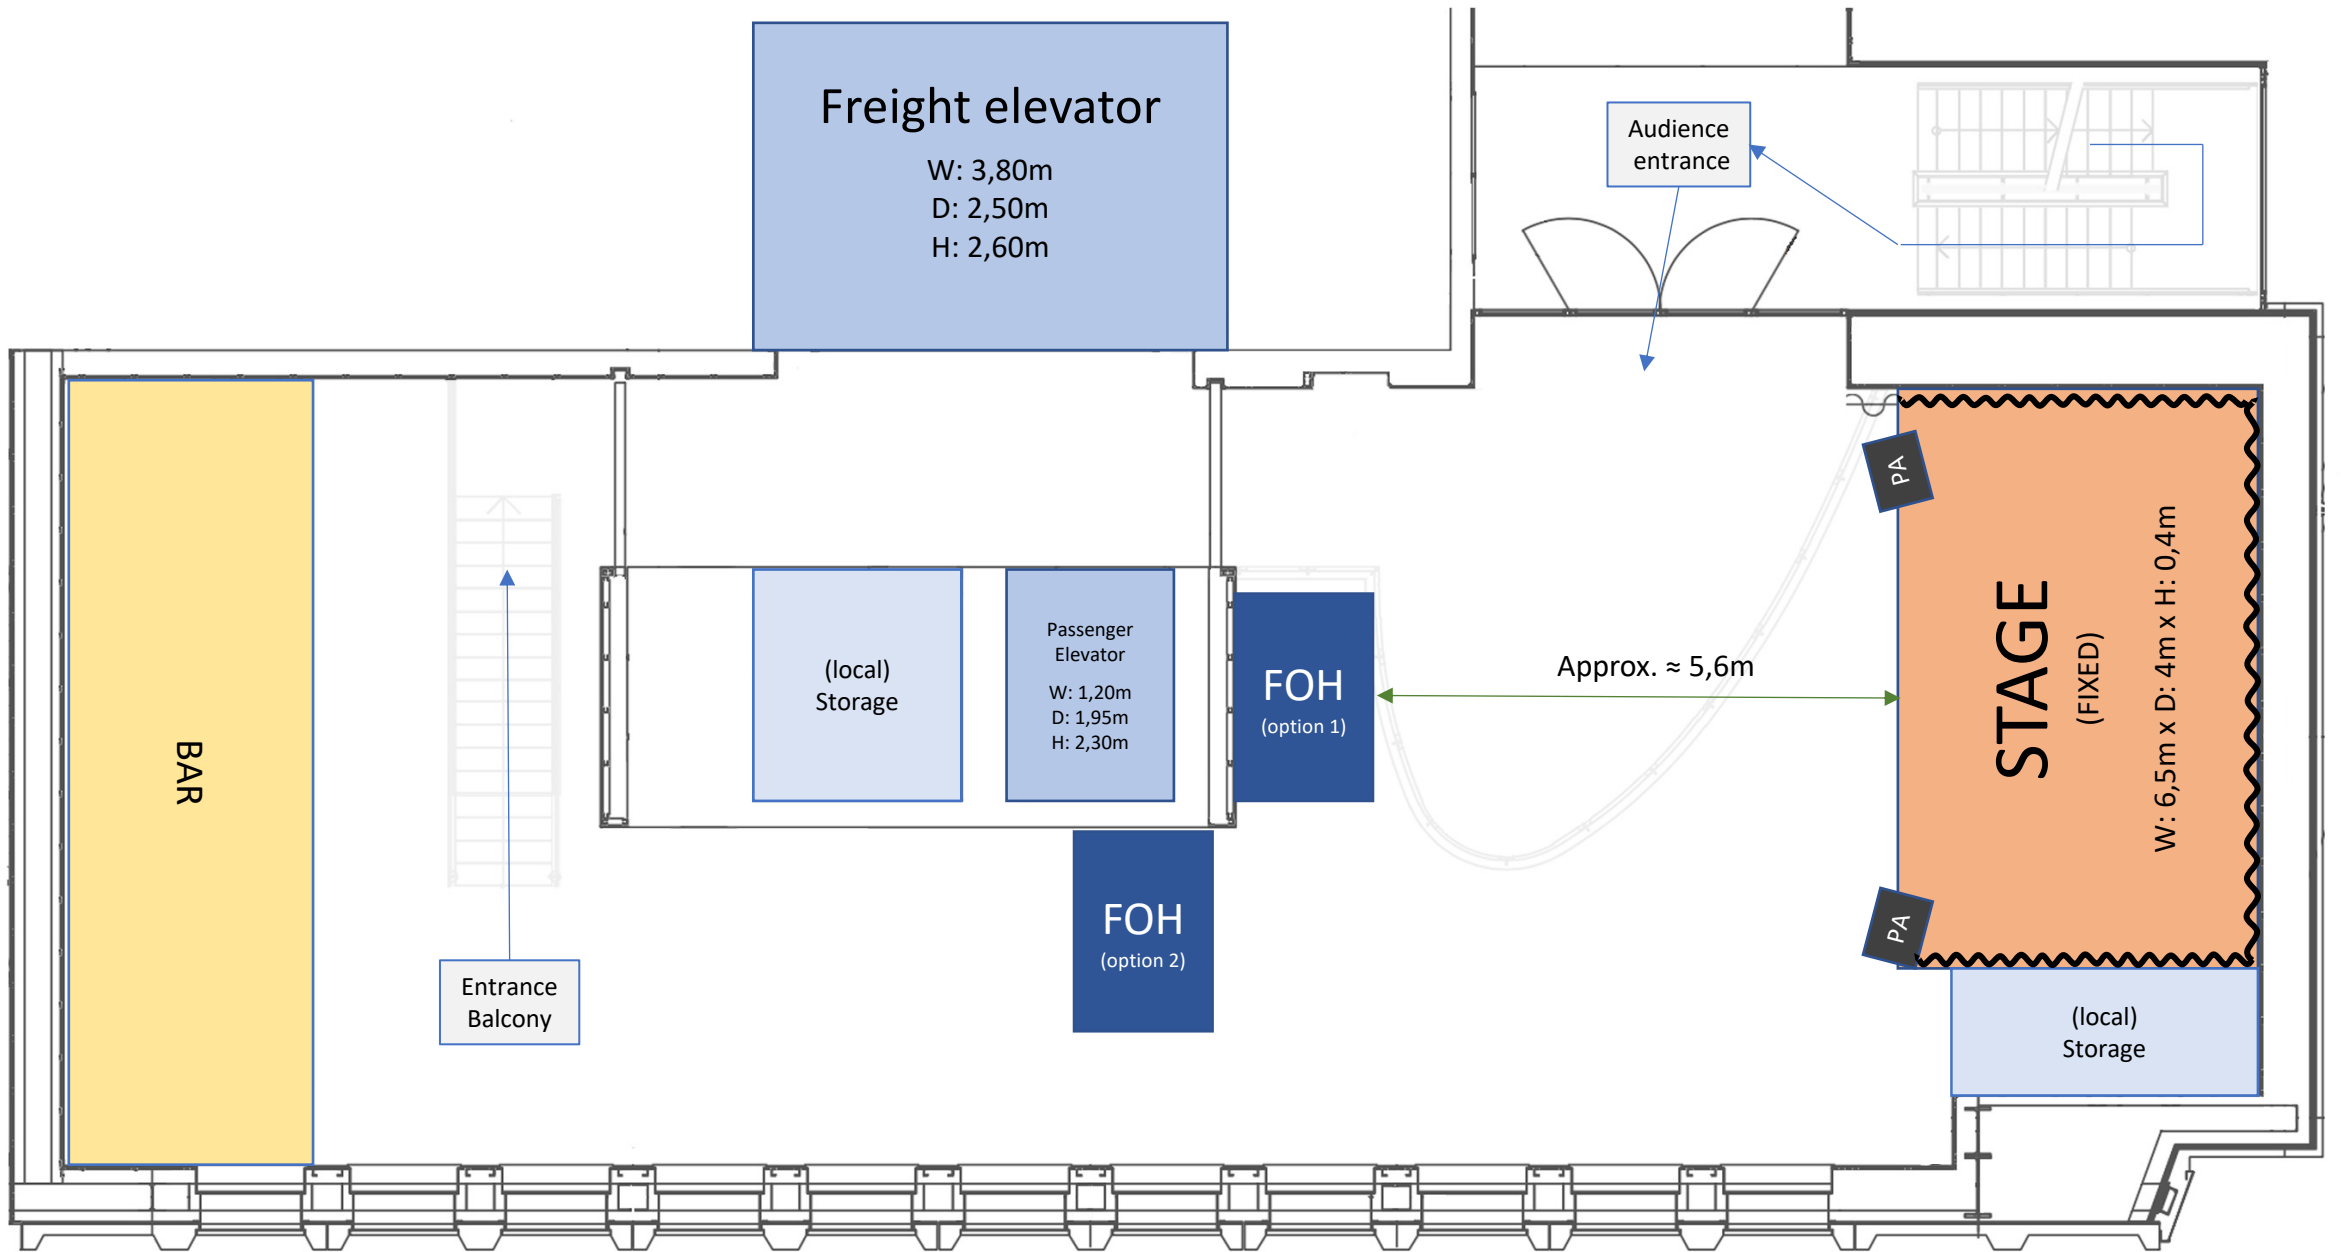 Freight elevator
W: 3,80m
D: 2,50m
H: 2,60m
Audience
entrance
PA
STAGE
(FIXED)
W: 6,5m x D: 4m x H: 0,4m
Passenger
Elevator
W: 1,20m
D: 1,95m
H: 2,30m
(local)
Storage
FOH
(option 1)
Approx. ≈ 5,6m
BAR
FOH
(option 2)
PA
Entrance
Balcony
(local)
Storage